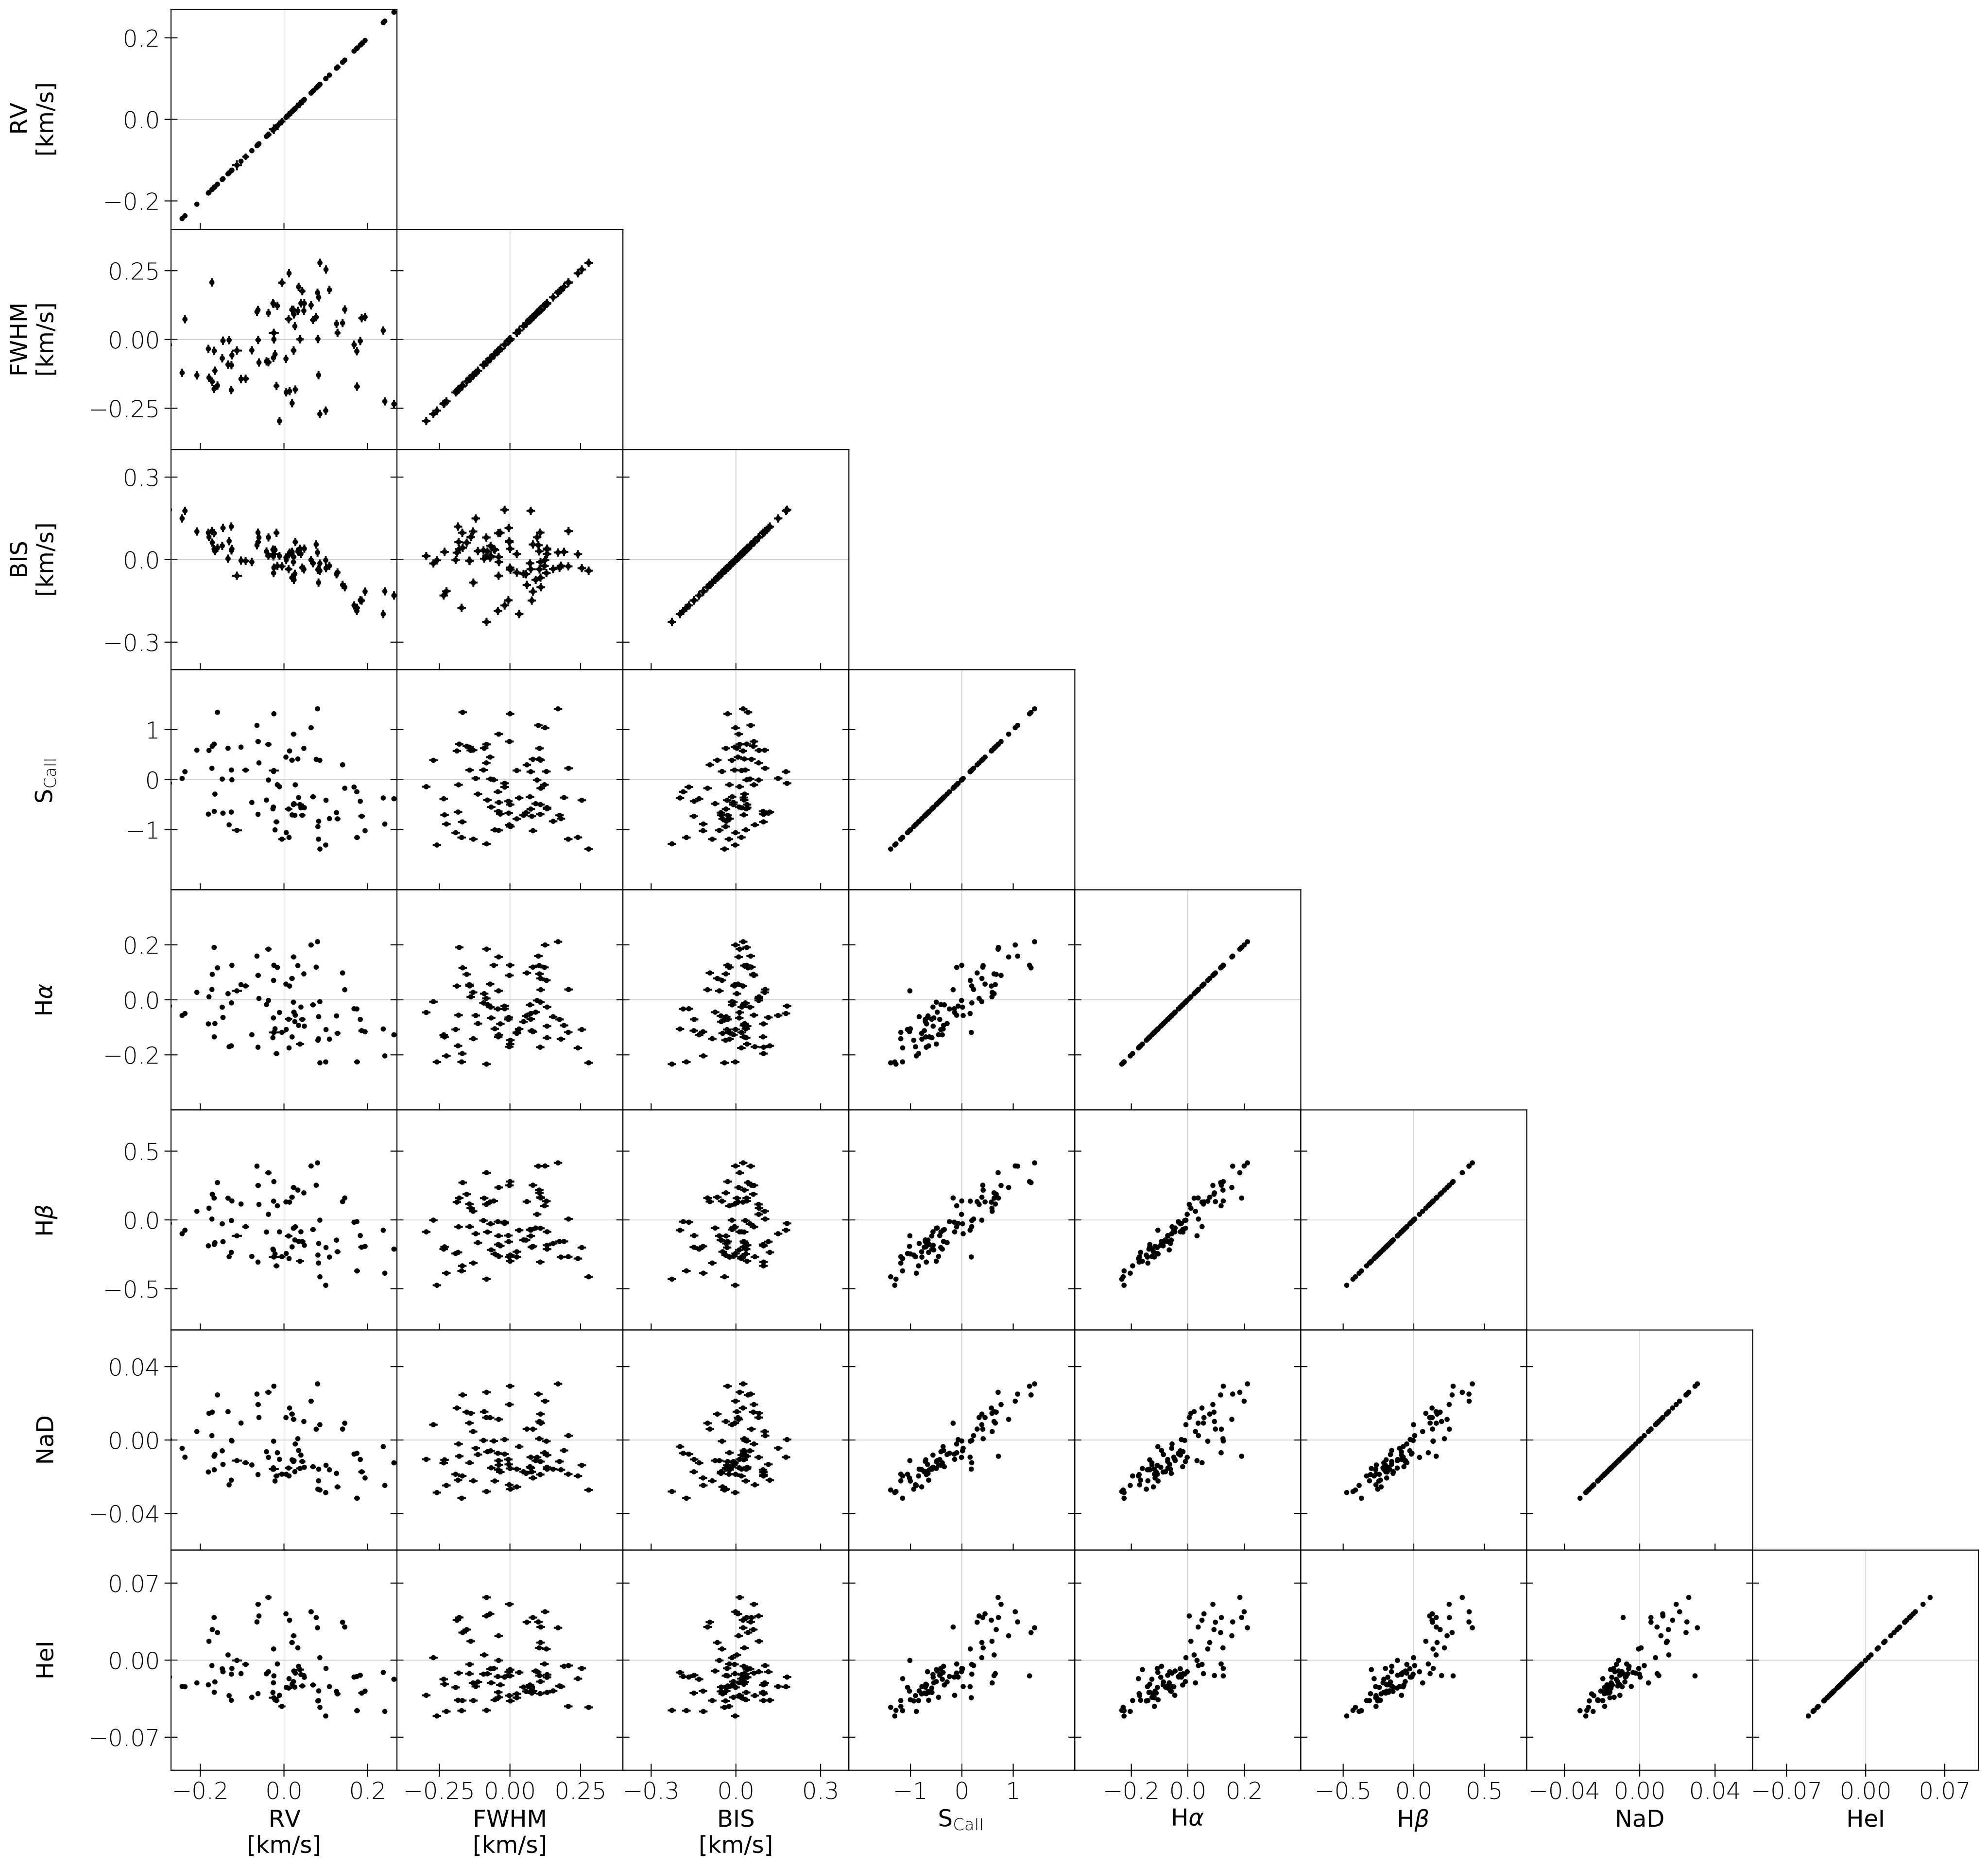 0.2
0.0
−0.2
RV
[km/s]
0.25
0.00
−0.25
FWHM
[km/s]
0.3
0.0
−0.3
BIS
[km/s]
1
0
−1
S_CaII
0.2
0.0
−0.2
Hα
0.5
0.0
−0.5
Hβ
0.04
0.00
−0.04
NaD
0.07
0.00
−0.07
HeI
−0.2 0.0 0.2 −0.25 0.00 0.25 −0.3 0.0 0.3 −1 0 1 −0.2 0.0 0.2 −0.5 0.0 0.5 −0.04 0.00 0.04 −0.07 0.00 0.07
RV FWHM BIS S_CaII Hα Hβ NaD HeI
[km/s] [km/s] [km/s]